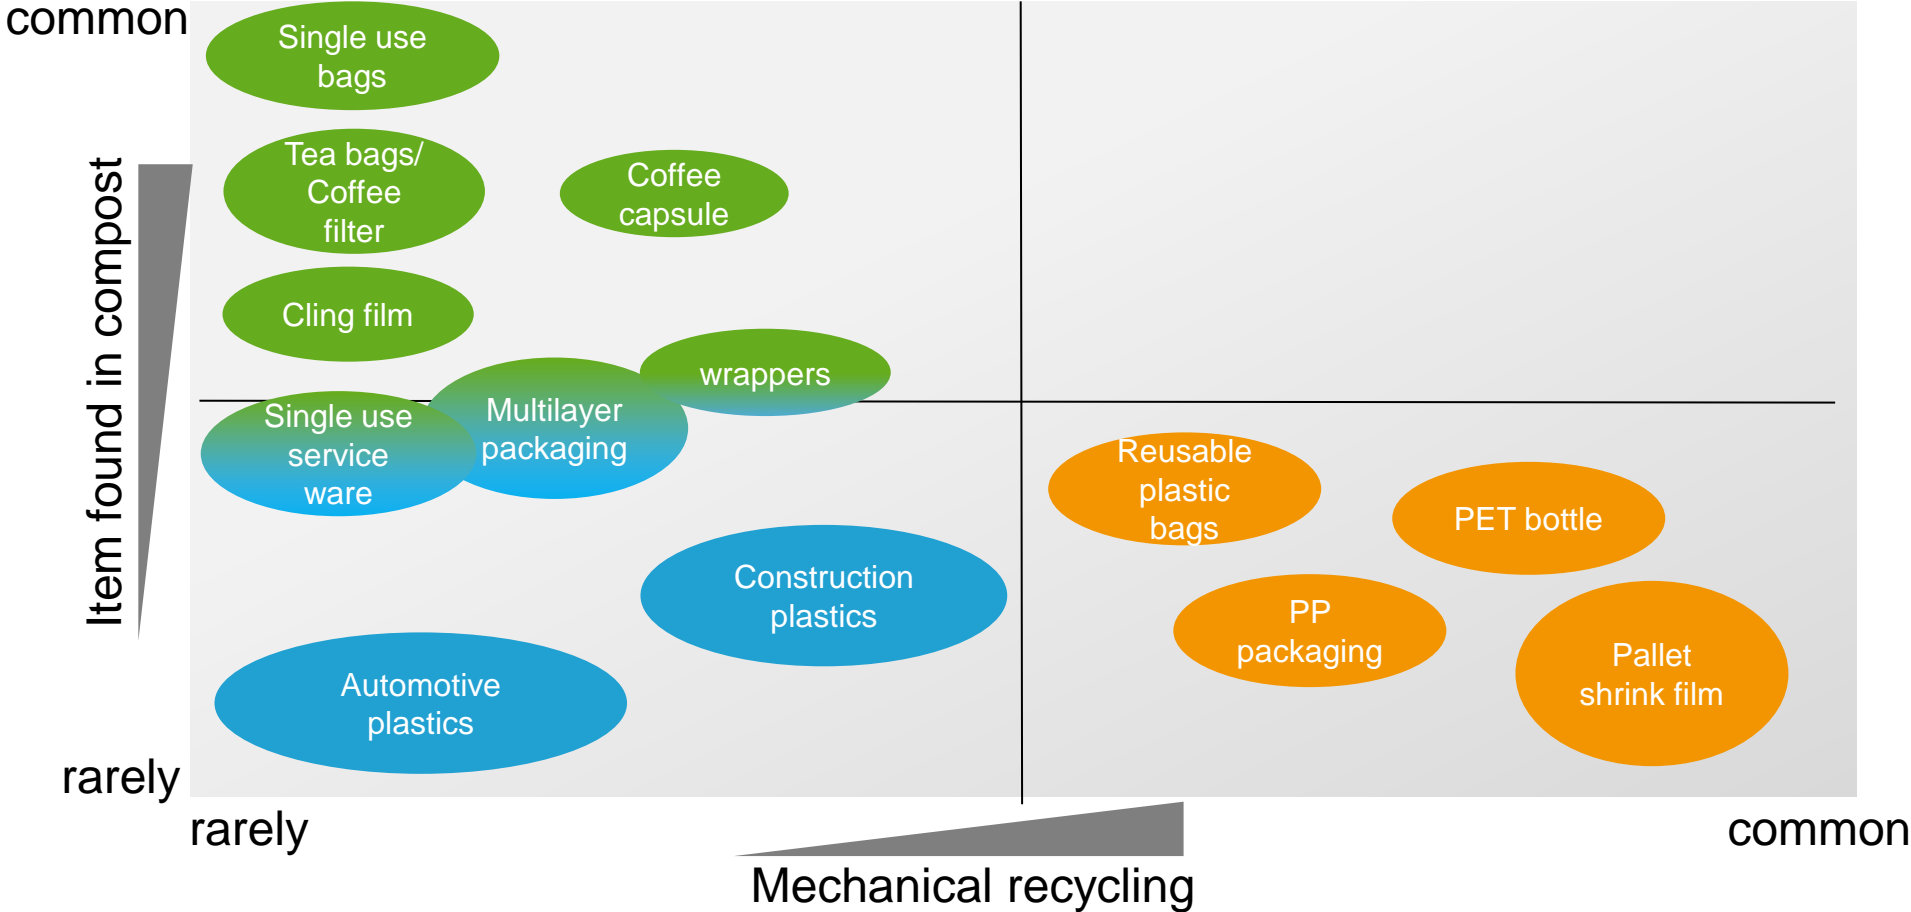 common
Single use
bags
Tea bags/
Coffee
filter
Coffee
capsule
Cling film
wrappers
Single use
service
ware
Multilayer
packaging
Reusable
plastic
bags
PET bottle
Construction
plastics
PP
packaging
Pallet
shrink film
Automotive
plastics
Item found in compost
rarely
rarely
common
Mechanical recycling